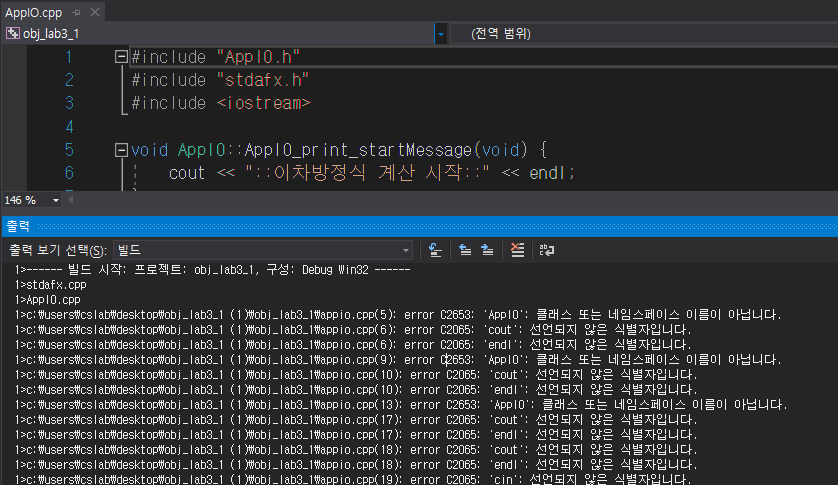 AppIO.cpp
obj_lab3_1
(전역 범위)
1 #include "AppIO.h"
2 #include "stdafx.h"
3 #include <iostream>
4
5 void AppIO::AppIO_print_startMessage(void) {
6 cout << "::이차방정식 계산 시작::" << endl;
146 %
출력
출력 보기 선택(S): 빌드
1>------ 빌드 시작: 프로젝트: obj_lab3_1, 구성: Debug Win32 ------
1>stdafx.cpp
1>AppIO.cpp
1>c:₩users₩cslab₩desktop₩obj_lab3_1 (1)₩obj_lab3_1₩appio.cpp(5): error C2653: 'AppIO': 클래스 또는 네임스페이스 이름이 아닙니다.
1>c:₩users₩cslab₩desktop₩obj_lab3_1 (1)₩obj_lab3_1₩appio.cpp(6): error C2065: 'cout': 선언되지 않은 식별자입니다.
1>c:₩users₩cslab₩desktop₩obj_lab3_1 (1)₩obj_lab3_1₩appio.cpp(6): error C2065: 'endl': 선언되지 않은 식별자입니다.
1>c:₩users₩cslab₩desktop₩obj_lab3_1 (1)₩obj_lab3_1₩appio.cpp(9): error C2653: 'AppIO': 클래스 또는 네임스페이스 이름이 아닙니다.
1>c:₩users₩cslab₩desktop₩obj_lab3_1 (1)₩obj_lab3_1₩appio.cpp(10): error C2065: 'cout': 선언되지 않은 식별자입니다.
1>c:₩users₩cslab₩desktop₩obj_lab3_1 (1)₩obj_lab3_1₩appio.cpp(10): error C2065: 'endl': 선언되지 않은 식별자입니다.
1>c:₩users₩cslab₩desktop₩obj_lab3_1 (1)₩obj_lab3_1₩appio.cpp(13): error C2653: 'AppIO': 클래스 또는 네임스페이스 이름이 아닙니다.
1>c:₩users₩cslab₩desktop₩obj_lab3_1 (1)₩obj_lab3_1₩appio.cpp(17): error C2065: 'cout': 선언되지 않은 식별자입니다.
1>c:₩users₩cslab₩desktop₩obj_lab3_1 (1)₩obj_lab3_1₩appio.cpp(17): error C2065: 'endl': 선언되지 않은 식별자입니다.
1>c:₩users₩cslab₩desktop₩obj_lab3_1 (1)₩obj_lab3_1₩appio.cpp(18): error C2065: 'cout': 선언되지 않은 식별자입니다.
1>c:₩users₩cslab₩desktop₩obj_lab3_1 (1)₩obj_lab3_1₩appio.cpp(18): error C2065: 'endl': 선언되지 않은 식별자입니다.
1>c:₩users₩cslab₩desktop₩obj_lab3_1 (1)₩obj_lab3_1₩appio.cpp(19): error C2065: 'cin': 선언되지 않은 식별자입니다.